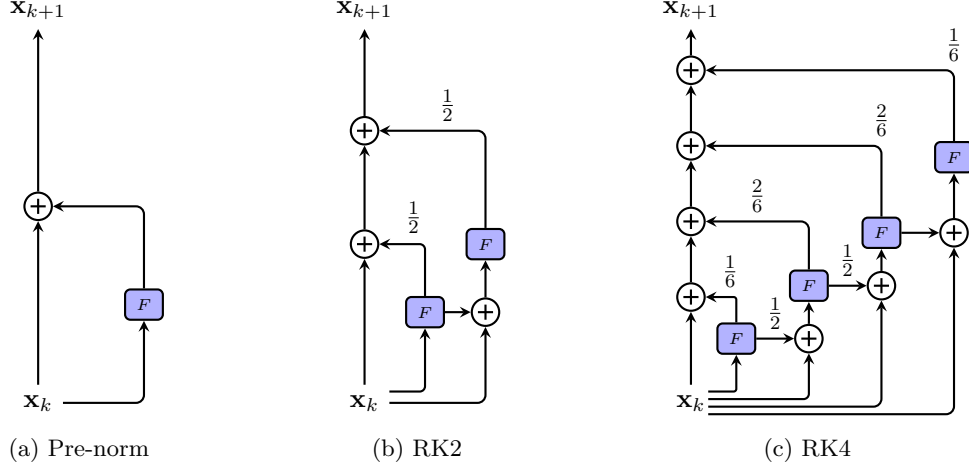 x_{k+1}
F
x_k
(a) Pre-norm
x_{k+1}
1/2
1/2
F
F
x_k
(b) RK2
x_{k+1}
1/6
2/6
F
2/6
F
1/2
1/6
F
1/2
F
x_k
(c) RK4